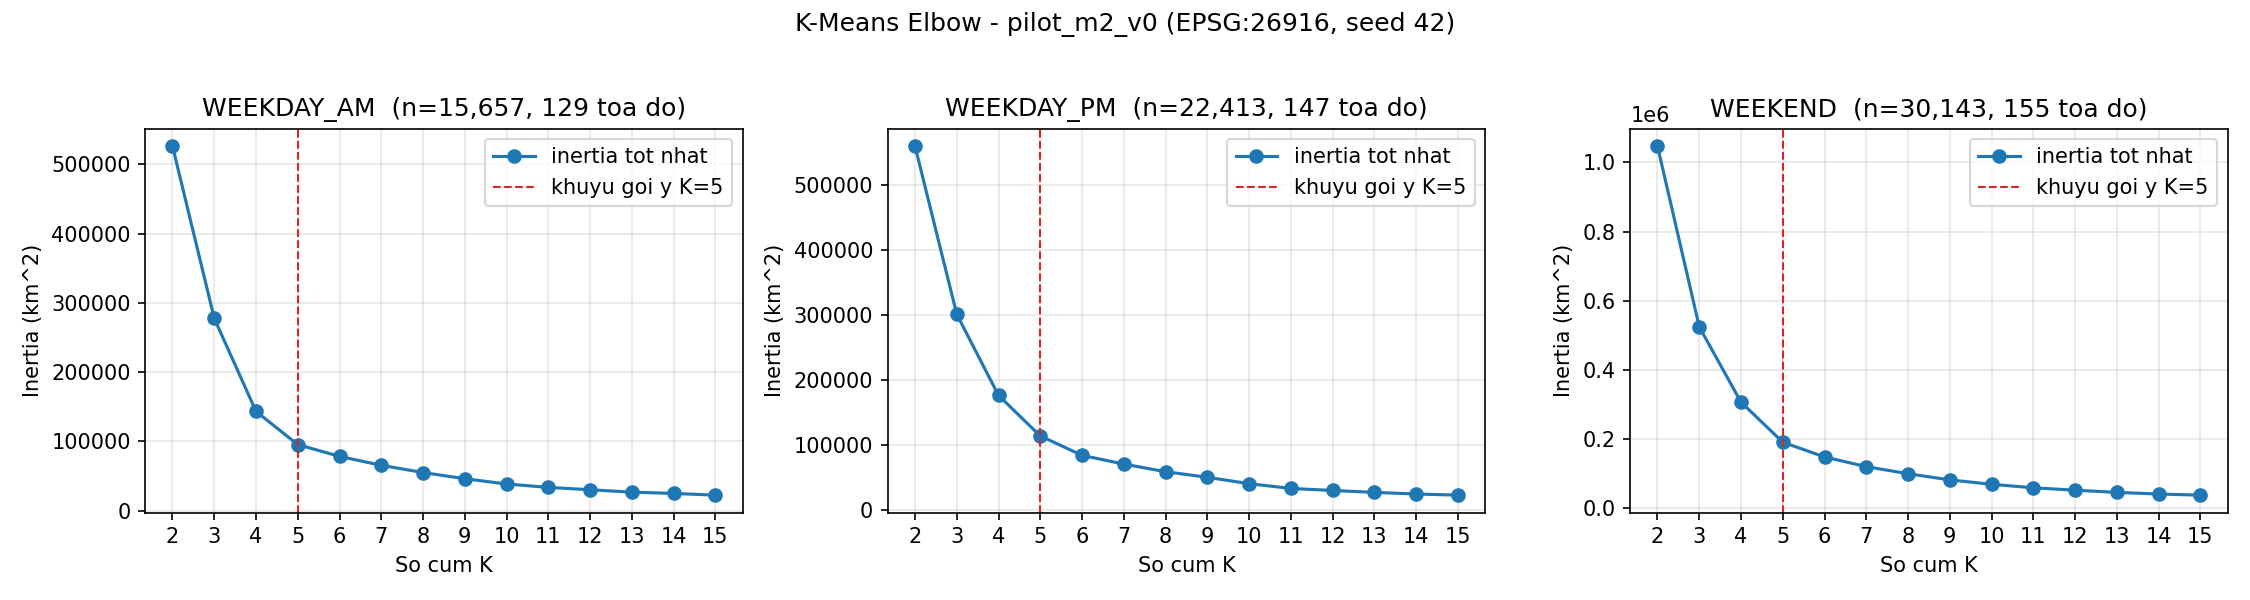 K-Means Elbow - pilot_m2_v0 (EPSG:26916, seed 42)
WEEKDAY_AM (n=15,657, 129 toa do)
inertia tot nhat
khuyu goi y K=5
Inertia (km^2)
500000
400000
300000
200000
100000
0
2 3 4 5 6 7 8 9 10 11 12 13 14 15
So cum K
WEEKDAY_PM (n=22,413, 147 toa do)
inertia tot nhat
khuyu goi y K=5
Inertia (km^2)
500000
400000
300000
200000
100000
0
2 3 4 5 6 7 8 9 10 11 12 13 14 15
So cum K
1e6
WEEKEND (n=30,143, 155 toa do)
inertia tot nhat
khuyu goi y K=5
Inertia (km^2)
1.0
0.8
0.6
0.4
0.2
0.0
2 3 4 5 6 7 8 9 10 11 12 13 14 15
So cum K